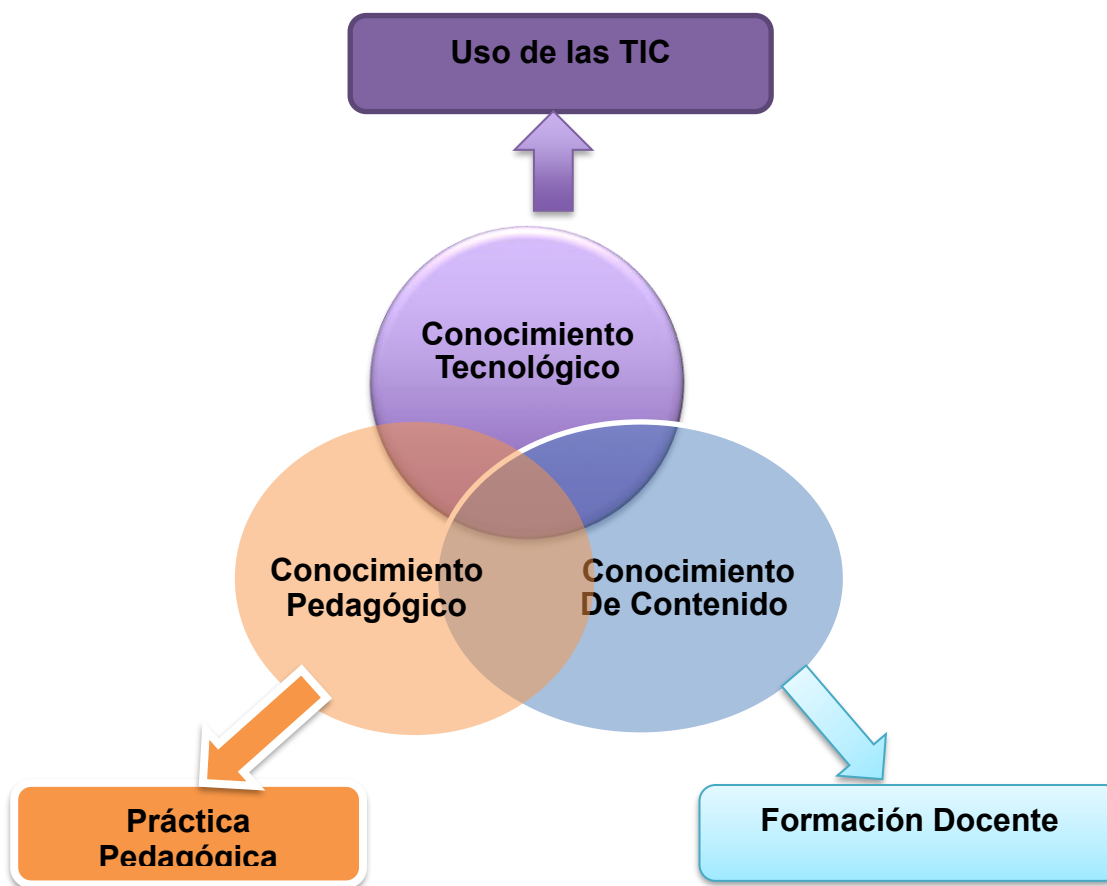 Uso de las TIC
Conocimiento
Tecnológico
Conocimiento
Pedagógico
Conocimiento
De Contenido
Práctica
Pedagógica
Formación Docente